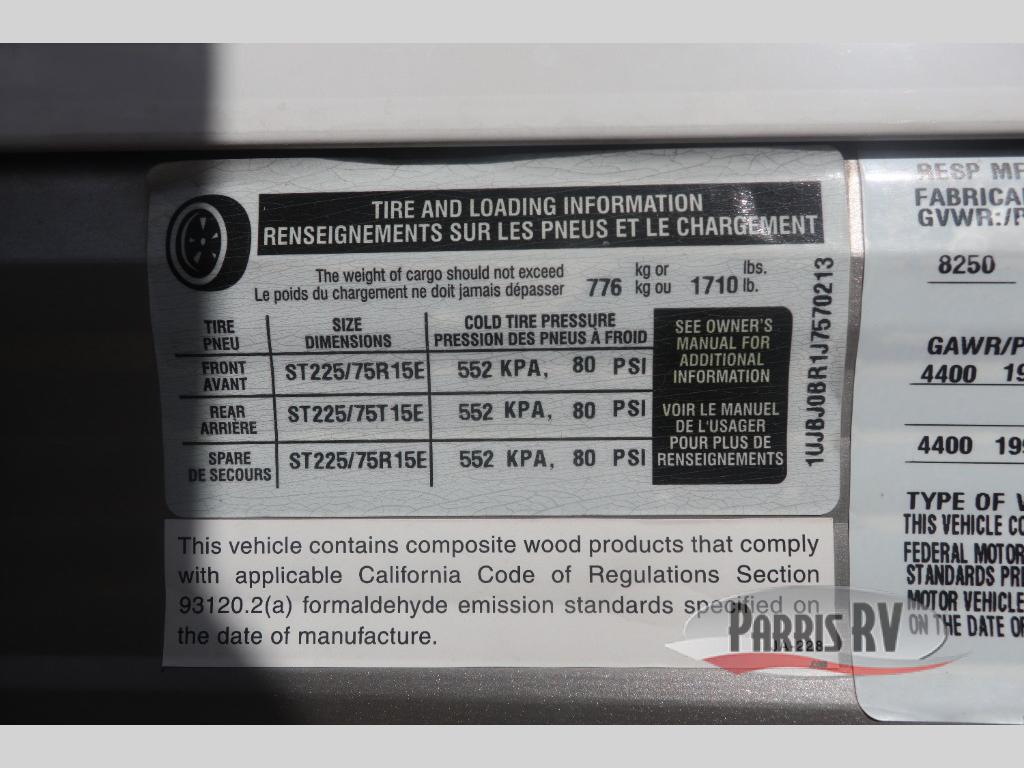 TIRE AND LOADING INFORMATION
RENSEIGNEMENTS SUR LES PNEUS ET LE CHARGEMENT
The weight of cargo should not exceed 776 kg or 1710 lbs.
Le poids du chargement ne doit jamais dépasser kg ou lb.
TIRE SIZE COLD TIRE PRESSURE
PNEU DIMENSIONS PRESSION DES PNEUS À FROID
FRONT
AVANT ST225/75R15E 552 KPA, 80 PSI
REAR
ARRIÈRE ST225/75T15E 552 KPA, 80 PSI
SPARE
DE SECOURS ST225/75R15E 552 KPA, 80 PSI
SEE OWNER'S
MANUAL FOR
ADDITIONAL
INFORMATION
VOIR LE MANUEL
DE L'USAGER
POUR PLUS DE
RENSEIGNEMENTS
1UJBJ0BR1J7570213
This vehicle contains composite wood products that comply
with applicable California Code of Regulations Section
93120.2(a) formaldehyde emission standards specified on
the date of manufacture.
JA-228
RESP MF
FABRICA
GVWR:/P
8250
GAWR/P
4400 19
4400 19
TYPE OF V
THIS VEHICLE CO
FEDERAL MOTOR
STANDARDS PRE
MOTOR VEHICLE
ON THE DATE OF
PARRIS RV
.com